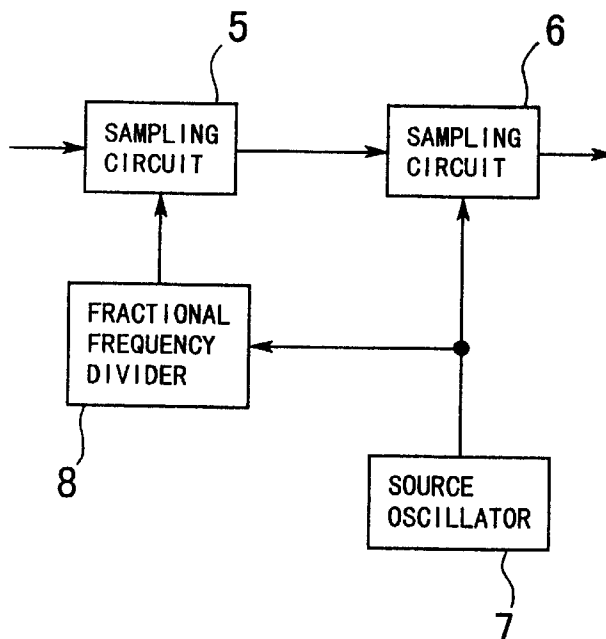 5
6
SAMPLING
CIRCUIT
SAMPLING
CIRCUIT
FRACTIONAL
FREQUENCY
DIVIDER
8
SOURCE
OSCILLATOR
7